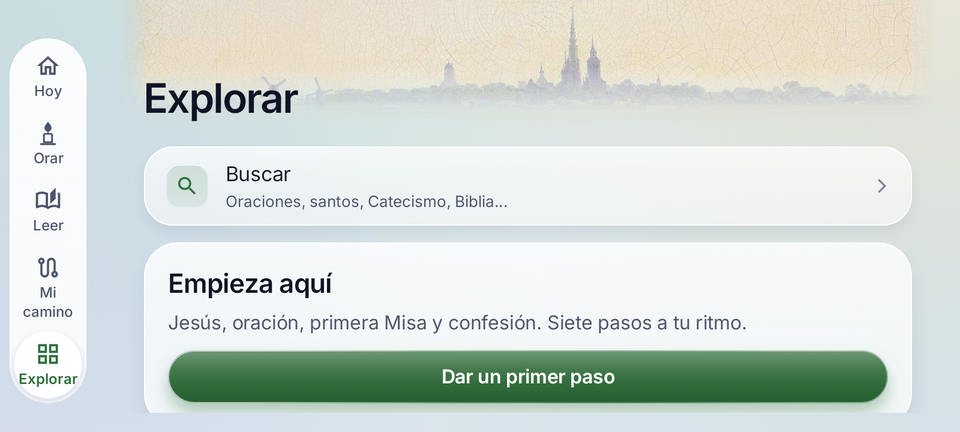 Hoy
Orar
Leer
Mi
camino
Explorar
Explorar
Buscar
Oraciones, santos, Catecismo, Biblia...
Empieza aquí
Jesús, oración, primera Misa y confesión. Siete pasos a tu ritmo.
Dar un primer paso